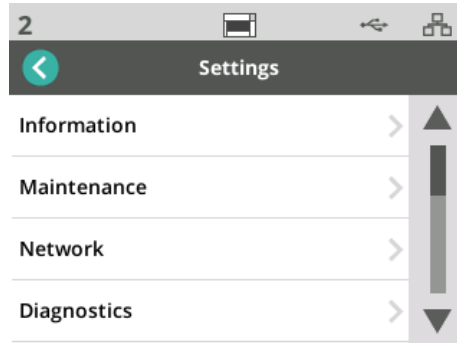 2
Settings
Information
Maintenance
Network
Diagnostics